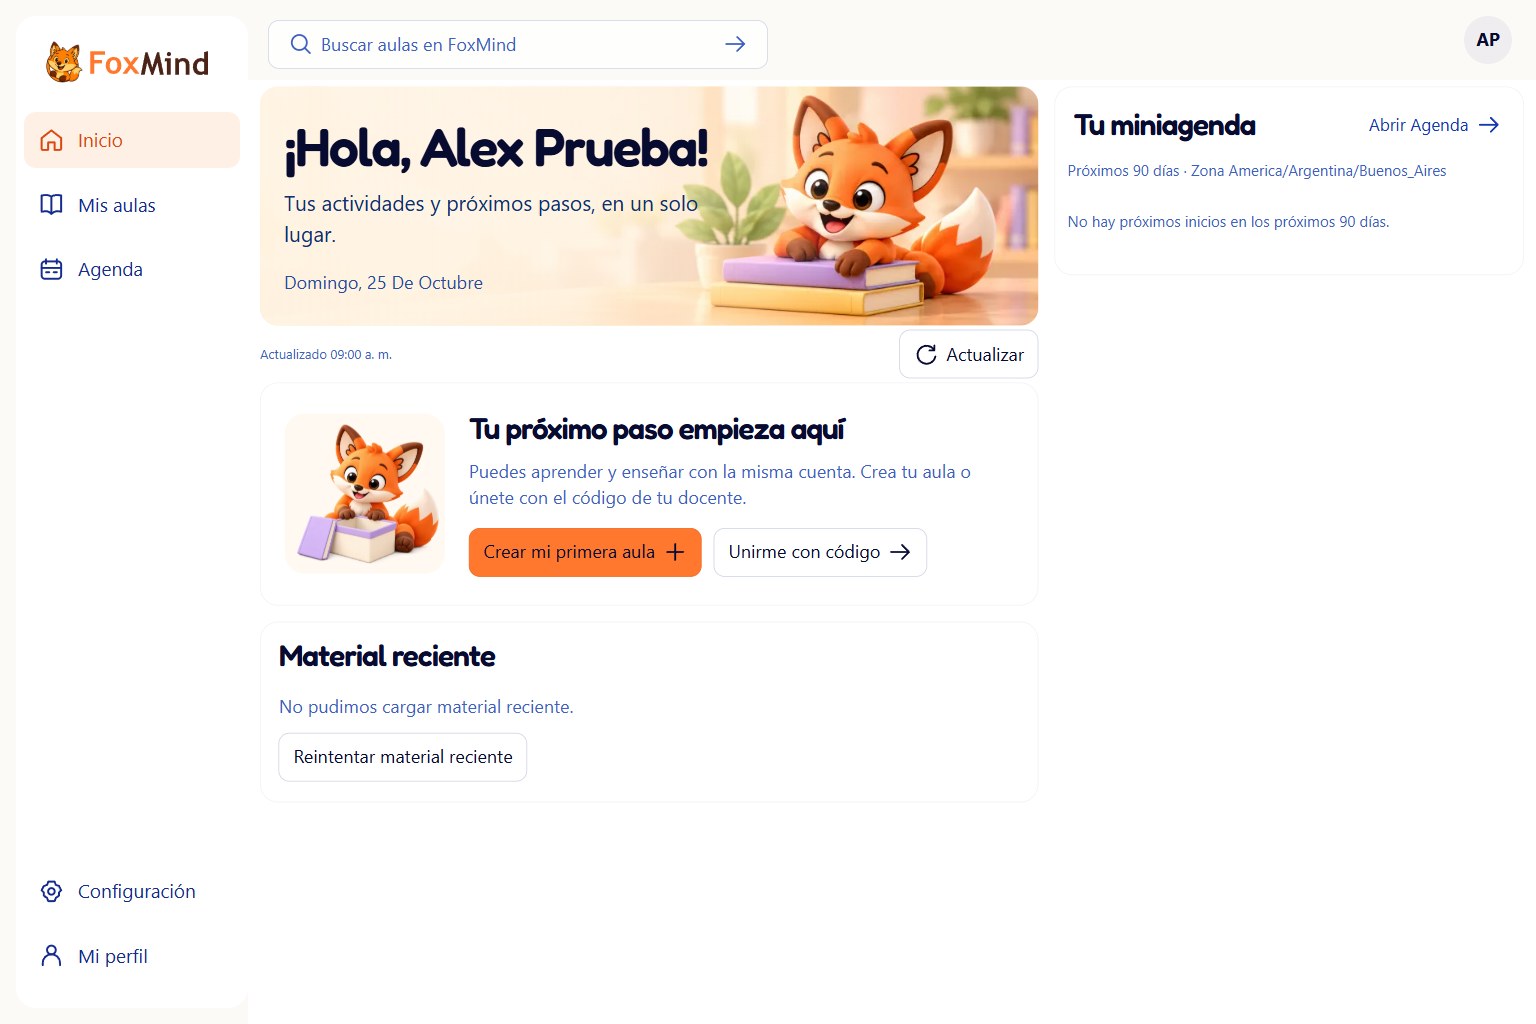 FoxMind
Inicio
Mis aulas
Agenda
Configuración
Mi perfil
Buscar aulas en FoxMind
AP
¡Hola, Alex Prueba!
Tus actividades y próximos pasos, en un solo
lugar.
Domingo, 25 De Octubre
Actualizado 09:00 a. m.
Actualizar
Tu próximo paso empieza aquí
Puedes aprender y enseñar con la misma cuenta. Crea tu aula o
únete con el código de tu docente.
Crear mi primera aula
Unirme con código
Material reciente
No pudimos cargar material reciente.
Reintentar material reciente
Tu miniagenda
Abrir Agenda
Próximos 90 días · Zona America/Argentina/Buenos_Aires
No hay próximos inicios en los próximos 90 días.